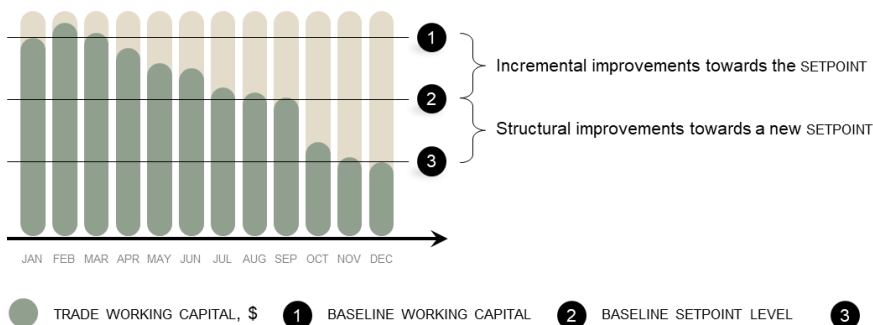 1
Incremental improvements towards the SETPOINT
2
Structural improvements towards a new SETPOINT
3
JAN FEB MAR APR MAY JUN JUL AUG SEP OCT NOV DEC
TRADE WORKING CAPITAL, $ 1 BASELINE WORKING CAPITAL 2 BASELINE SETPOINT LEVEL 3